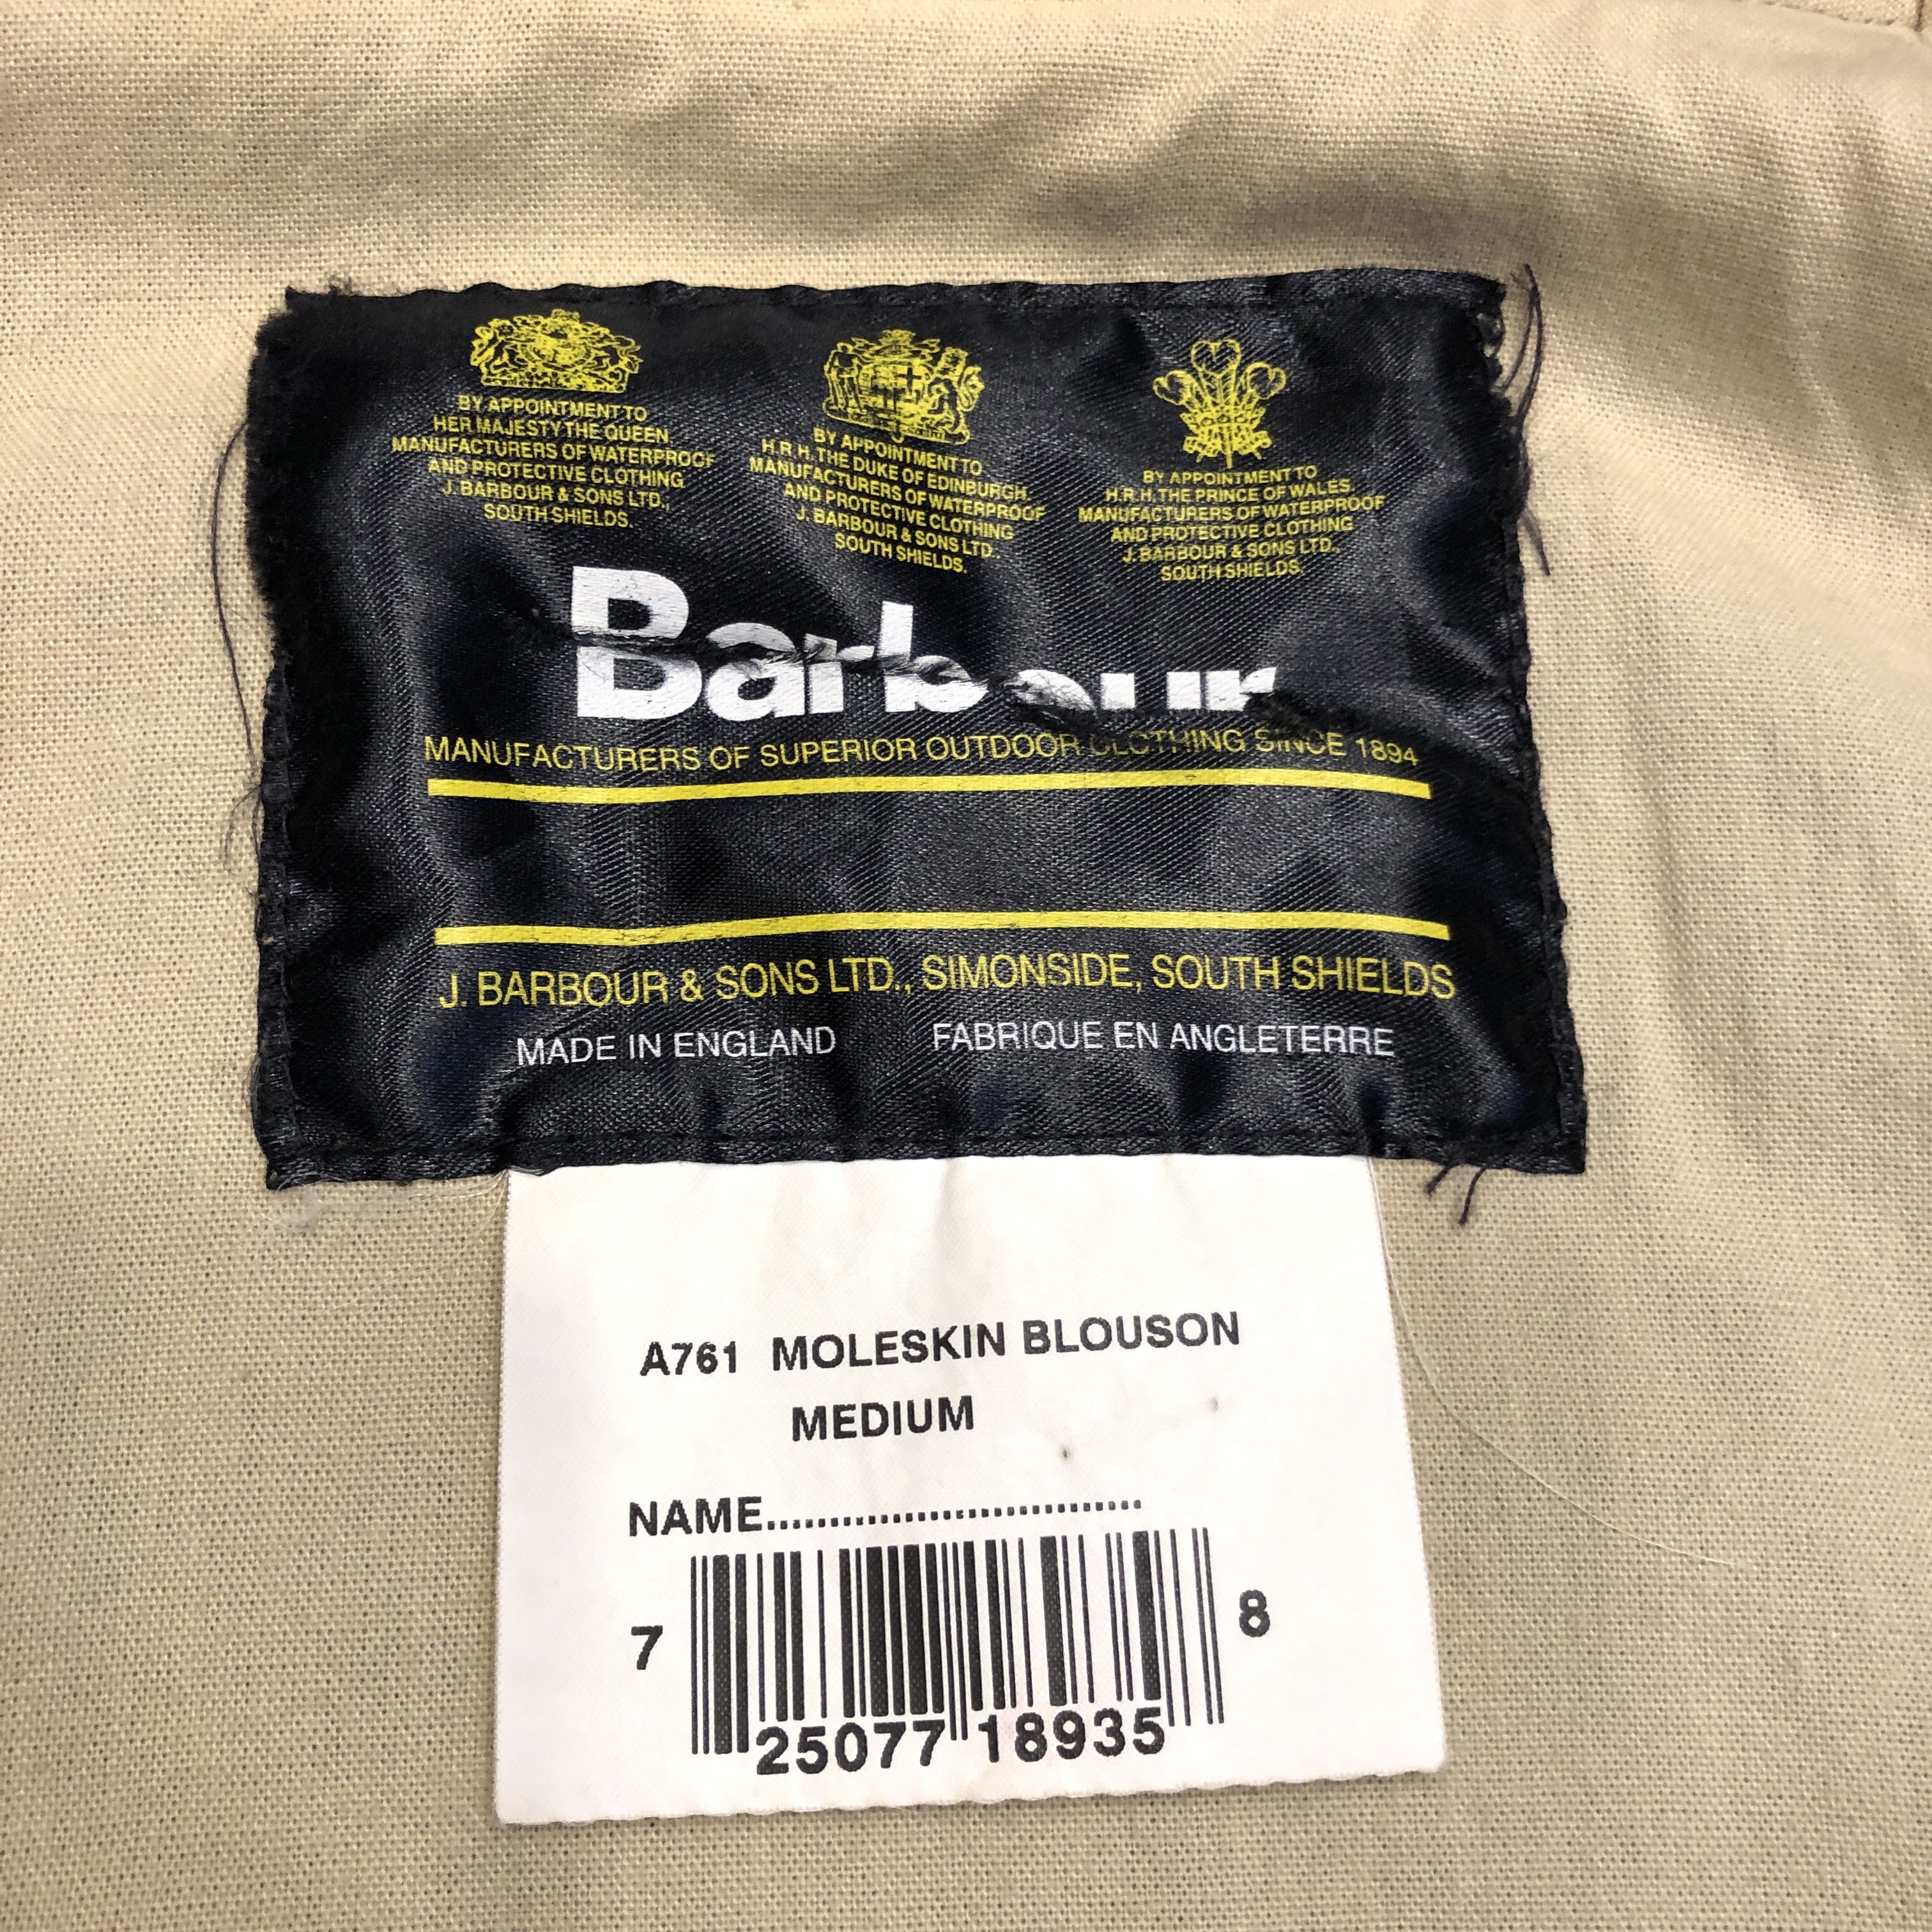 BY APPOINTMENT TO
HER MAJESTY THE QUEEN.
MANUFACTURERS OF WATERPROOF
AND PROTECTIVE CLOTHING
J. BARBOUR & SONS LTD.,
SOUTH SHIELDS.
BY APPOINTMENT TO
H.R.H. THE DUKE OF EDINBURGH.
MANUFACTURERS OF WATERPROOF
AND PROTECTIVE CLOTHING
J. BARBOUR & SONS LTD.
SOUTH SHIELDS.
BY APPOINTMENT TO
H.R.H. THE PRINCE OF WALES
MANUFACTURERS OF WATERPROOF
AND PROTECTIVE CLOTHING
J. BARBOUR & SONS LTD.,
SOUTH SHIELDS.
Barbour
MANUFACTURERS OF SUPERIOR OUTDOOR CLOTHING SINCE 1894
J. BARBOUR & SONS LTD., SIMONSIDE, SOUTH SHIELDS
MADE IN ENGLAND FABRIQUE EN ANGLETERRE
A761 MOLESKIN BLOUSON
MEDIUM
NAME..............................
7 25077 18935 8